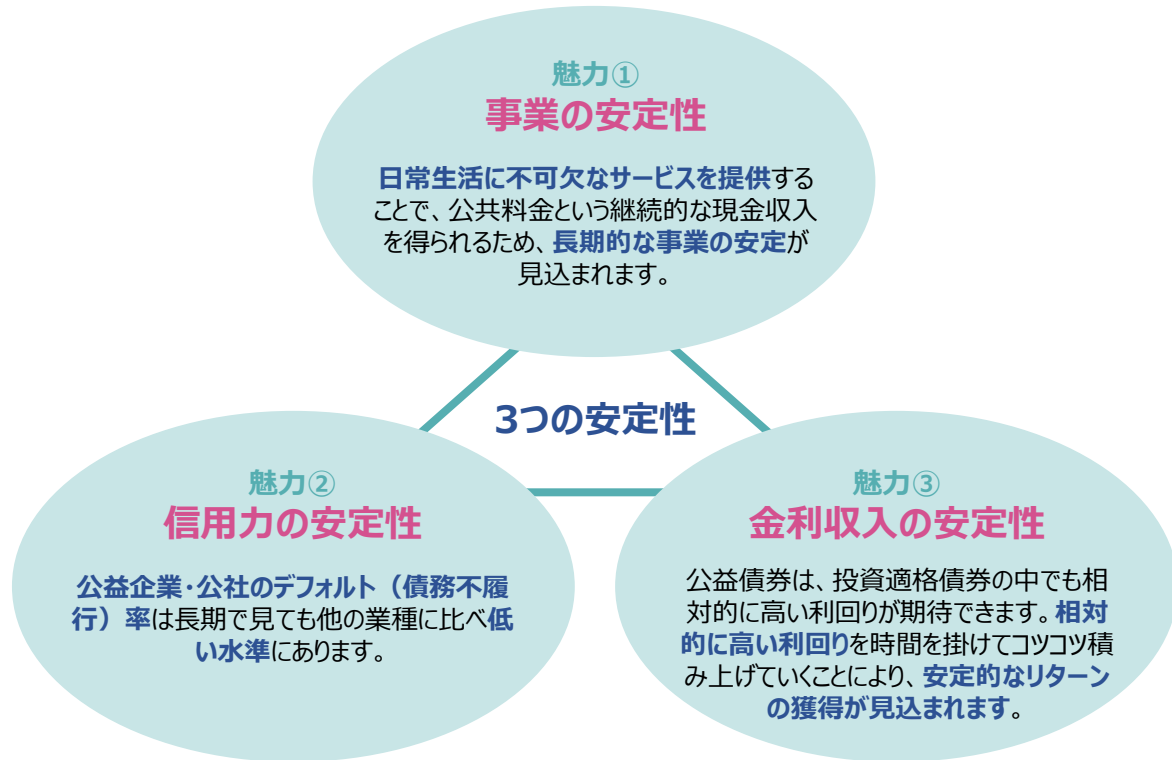 魅力①
事業の安定性
日常生活に不可欠なサービスを提供する
ことで、公共料金という継続的な現金収入
を得られるため、長期的な事業の安定が
見込まれます。
3つの安定性
魅力②
信用力の安定性
公益企業・公社のデフォルト（債務不履
行）率は長期で見ても他の業種に比べ低
い水準にあります。
魅力③
金利収入の安定性
公益債券は、投資適格債券の中でも相
対的に高い利回りが期待できます。相対
的に高い利回りを時間を掛けてコツコツ積
み上げていくことにより、安定的なリターン
の獲得が見込まれます。